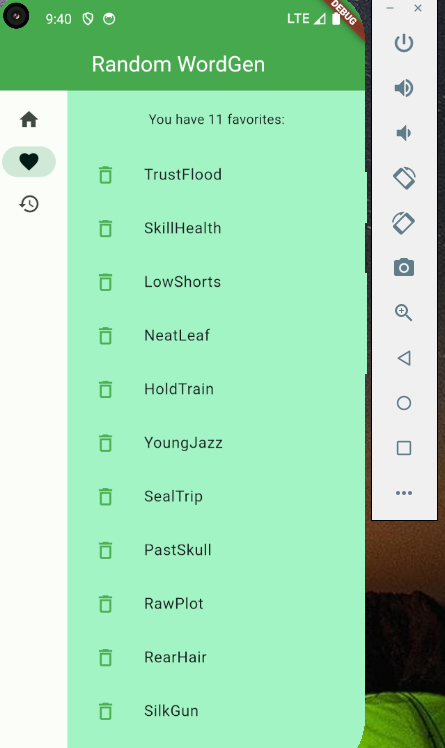 9:40
LTE
DEBUG
Random WordGen
You have 11 favorites:
TrustFlood
SkillHealth
LowShorts
NeatLeaf
HoldTrain
YoungJazz
SealTrip
PastSkull
RawPlot
RearHair
SilkGun